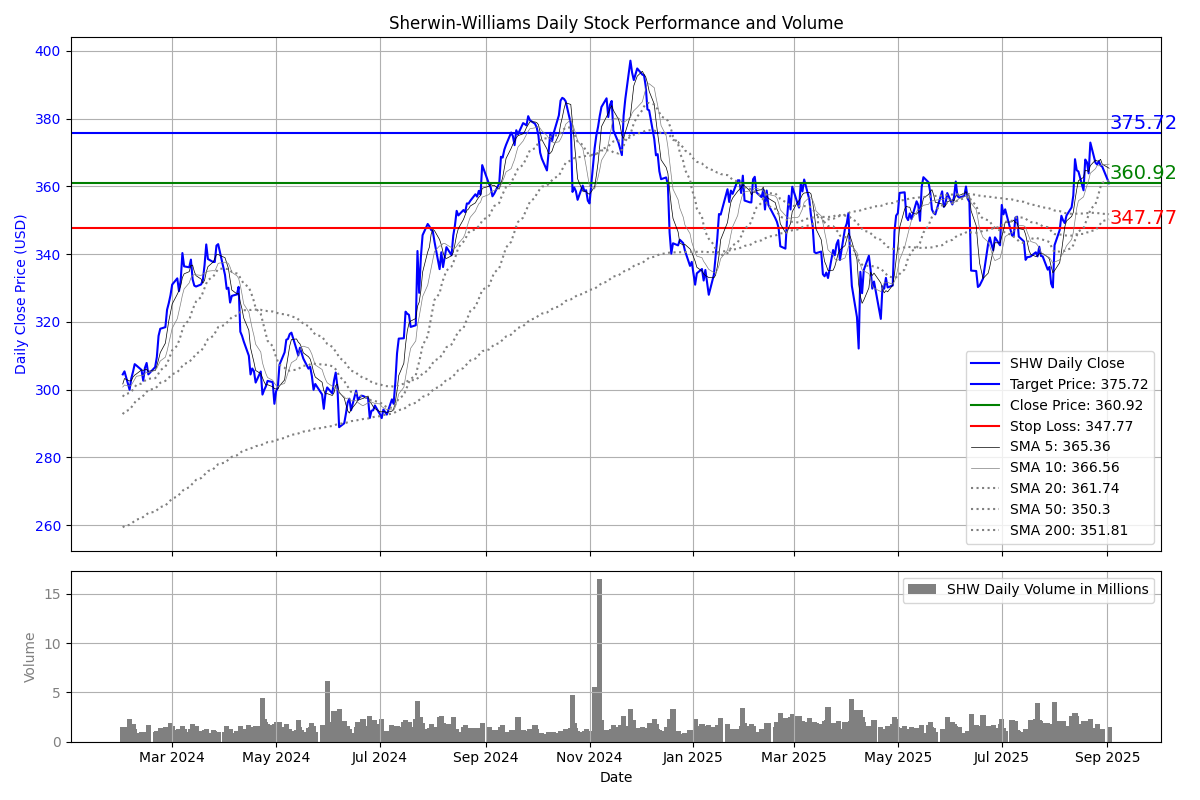 Sherwin-Williams Daily Stock Performance and Volume
Daily Close Price (USD)
400
380
360
340
320
300
280
260
375.72
360.92
347.77
SHW Daily Close
Target Price: 375.72
Close Price: 360.92
Stop Loss: 347.77
SMA 5: 365.36
SMA 10: 366.56
SMA 20: 361.74
SMA 50: 350.3
SMA 200: 351.81
Volume
15
10
5
0
SHW Daily Volume in Millions
Mar 2024 May 2024 Jul 2024 Sep 2024 Nov 2024 Jan 2025 Mar 2025 May 2025 Jul 2025 Sep 2025
Date